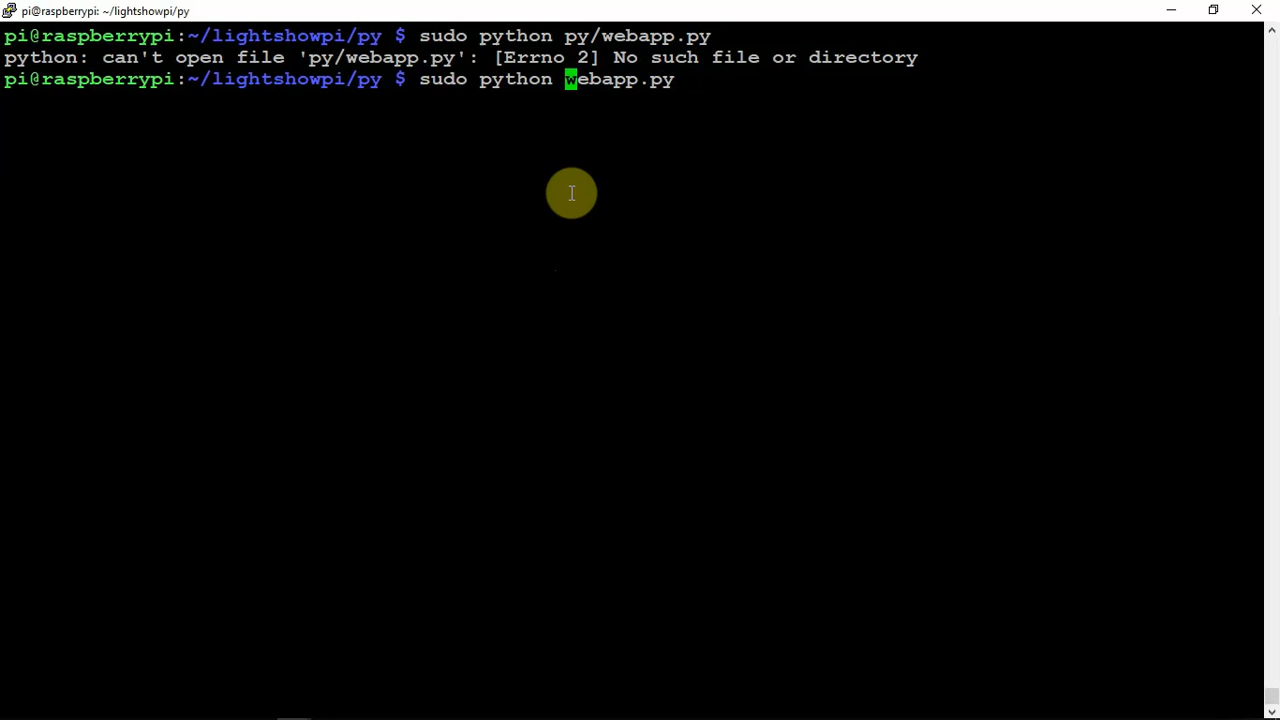 pi@raspberrypi: ~/lightshowpi/py
pi@raspberrypi:~/lightshowpi/py $ sudo python py/webapp.py
python: can't open file 'py/webapp.py': [Errno 2] No such file or directory
pi@raspberrypi:~/lightshowpi/py $ sudo python webapp.py